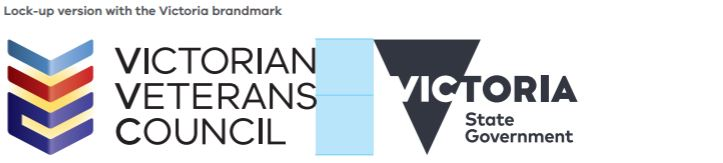 Lock-up version with the Victoria brandmark
VICTORIAN
VETERANS
COUNCIL
VICTORIA
State
Government